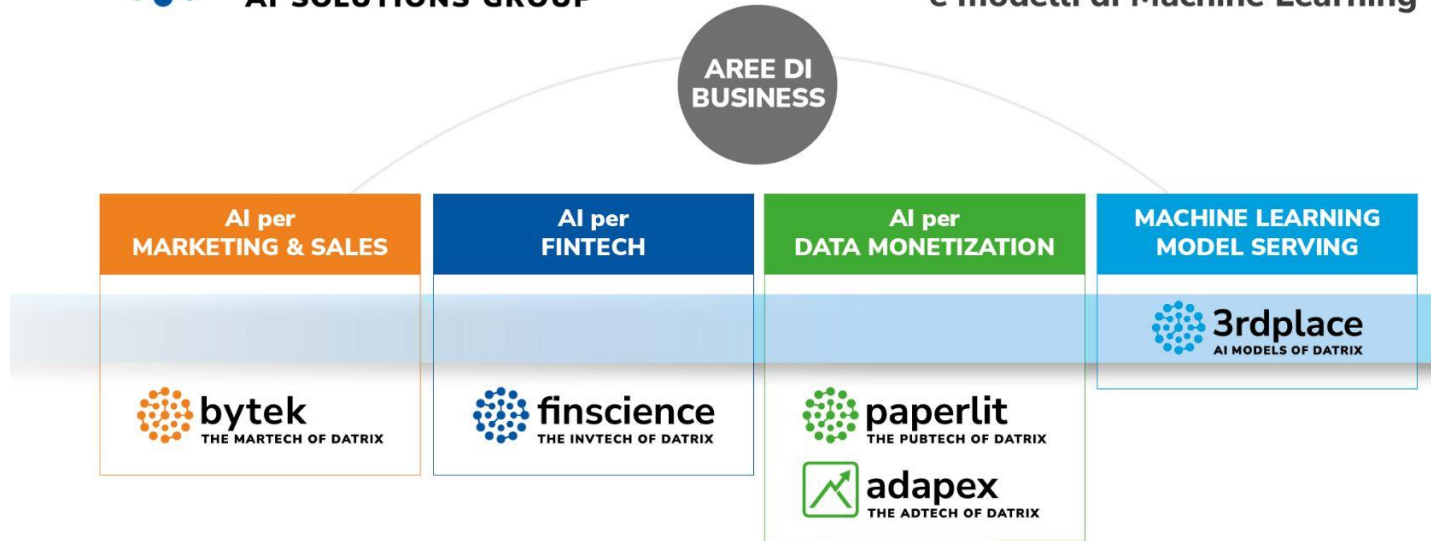 AI SOLUTIONS GROUP
e modelli di Machine Learning
AREE DI
BUSINESS
AI per
MARKETING & SALES
AI per
FINTECH
AI per
DATA MONETIZATION
MACHINE LEARNING
MODEL SERVING
3rdplace
AI MODELS OF DATRIX
bytek
THE MARTECH OF DATRIX
finscience
THE INVTECH OF DATRIX
paperlit
THE PUBTECH OF DATRIX
adapex
THE ADTECH OF DATRIX